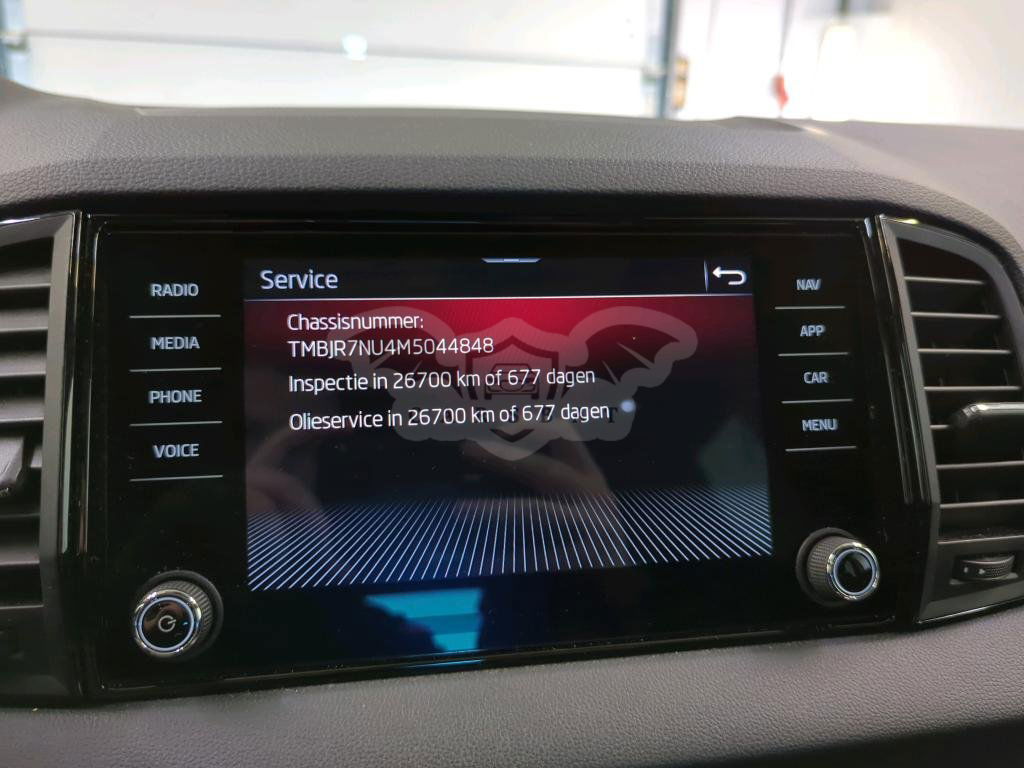 Service
RADIO
MEDIA
PHONE
VOICE
Chassisnummer:
TMBJR7NU4M5044848
Inspectie in 26700 km of 677 dagen
Olieservice in 26700 km of 677 dagen
NAV
APP
CAR
MENU